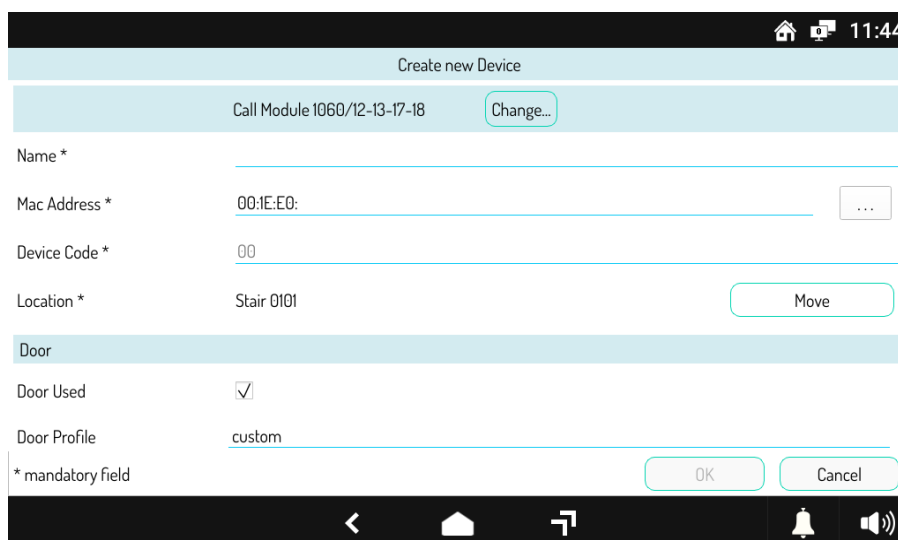 11:44
Create new Device
Call Module 1060/12-13-17-18 Change...
Name *
Mac Address * 00:1E:E0: ...
Device Code * 00
Location * Stair 0101 Move
Door
Door Used
Door Profile custom
* mandatory field OK Cancel